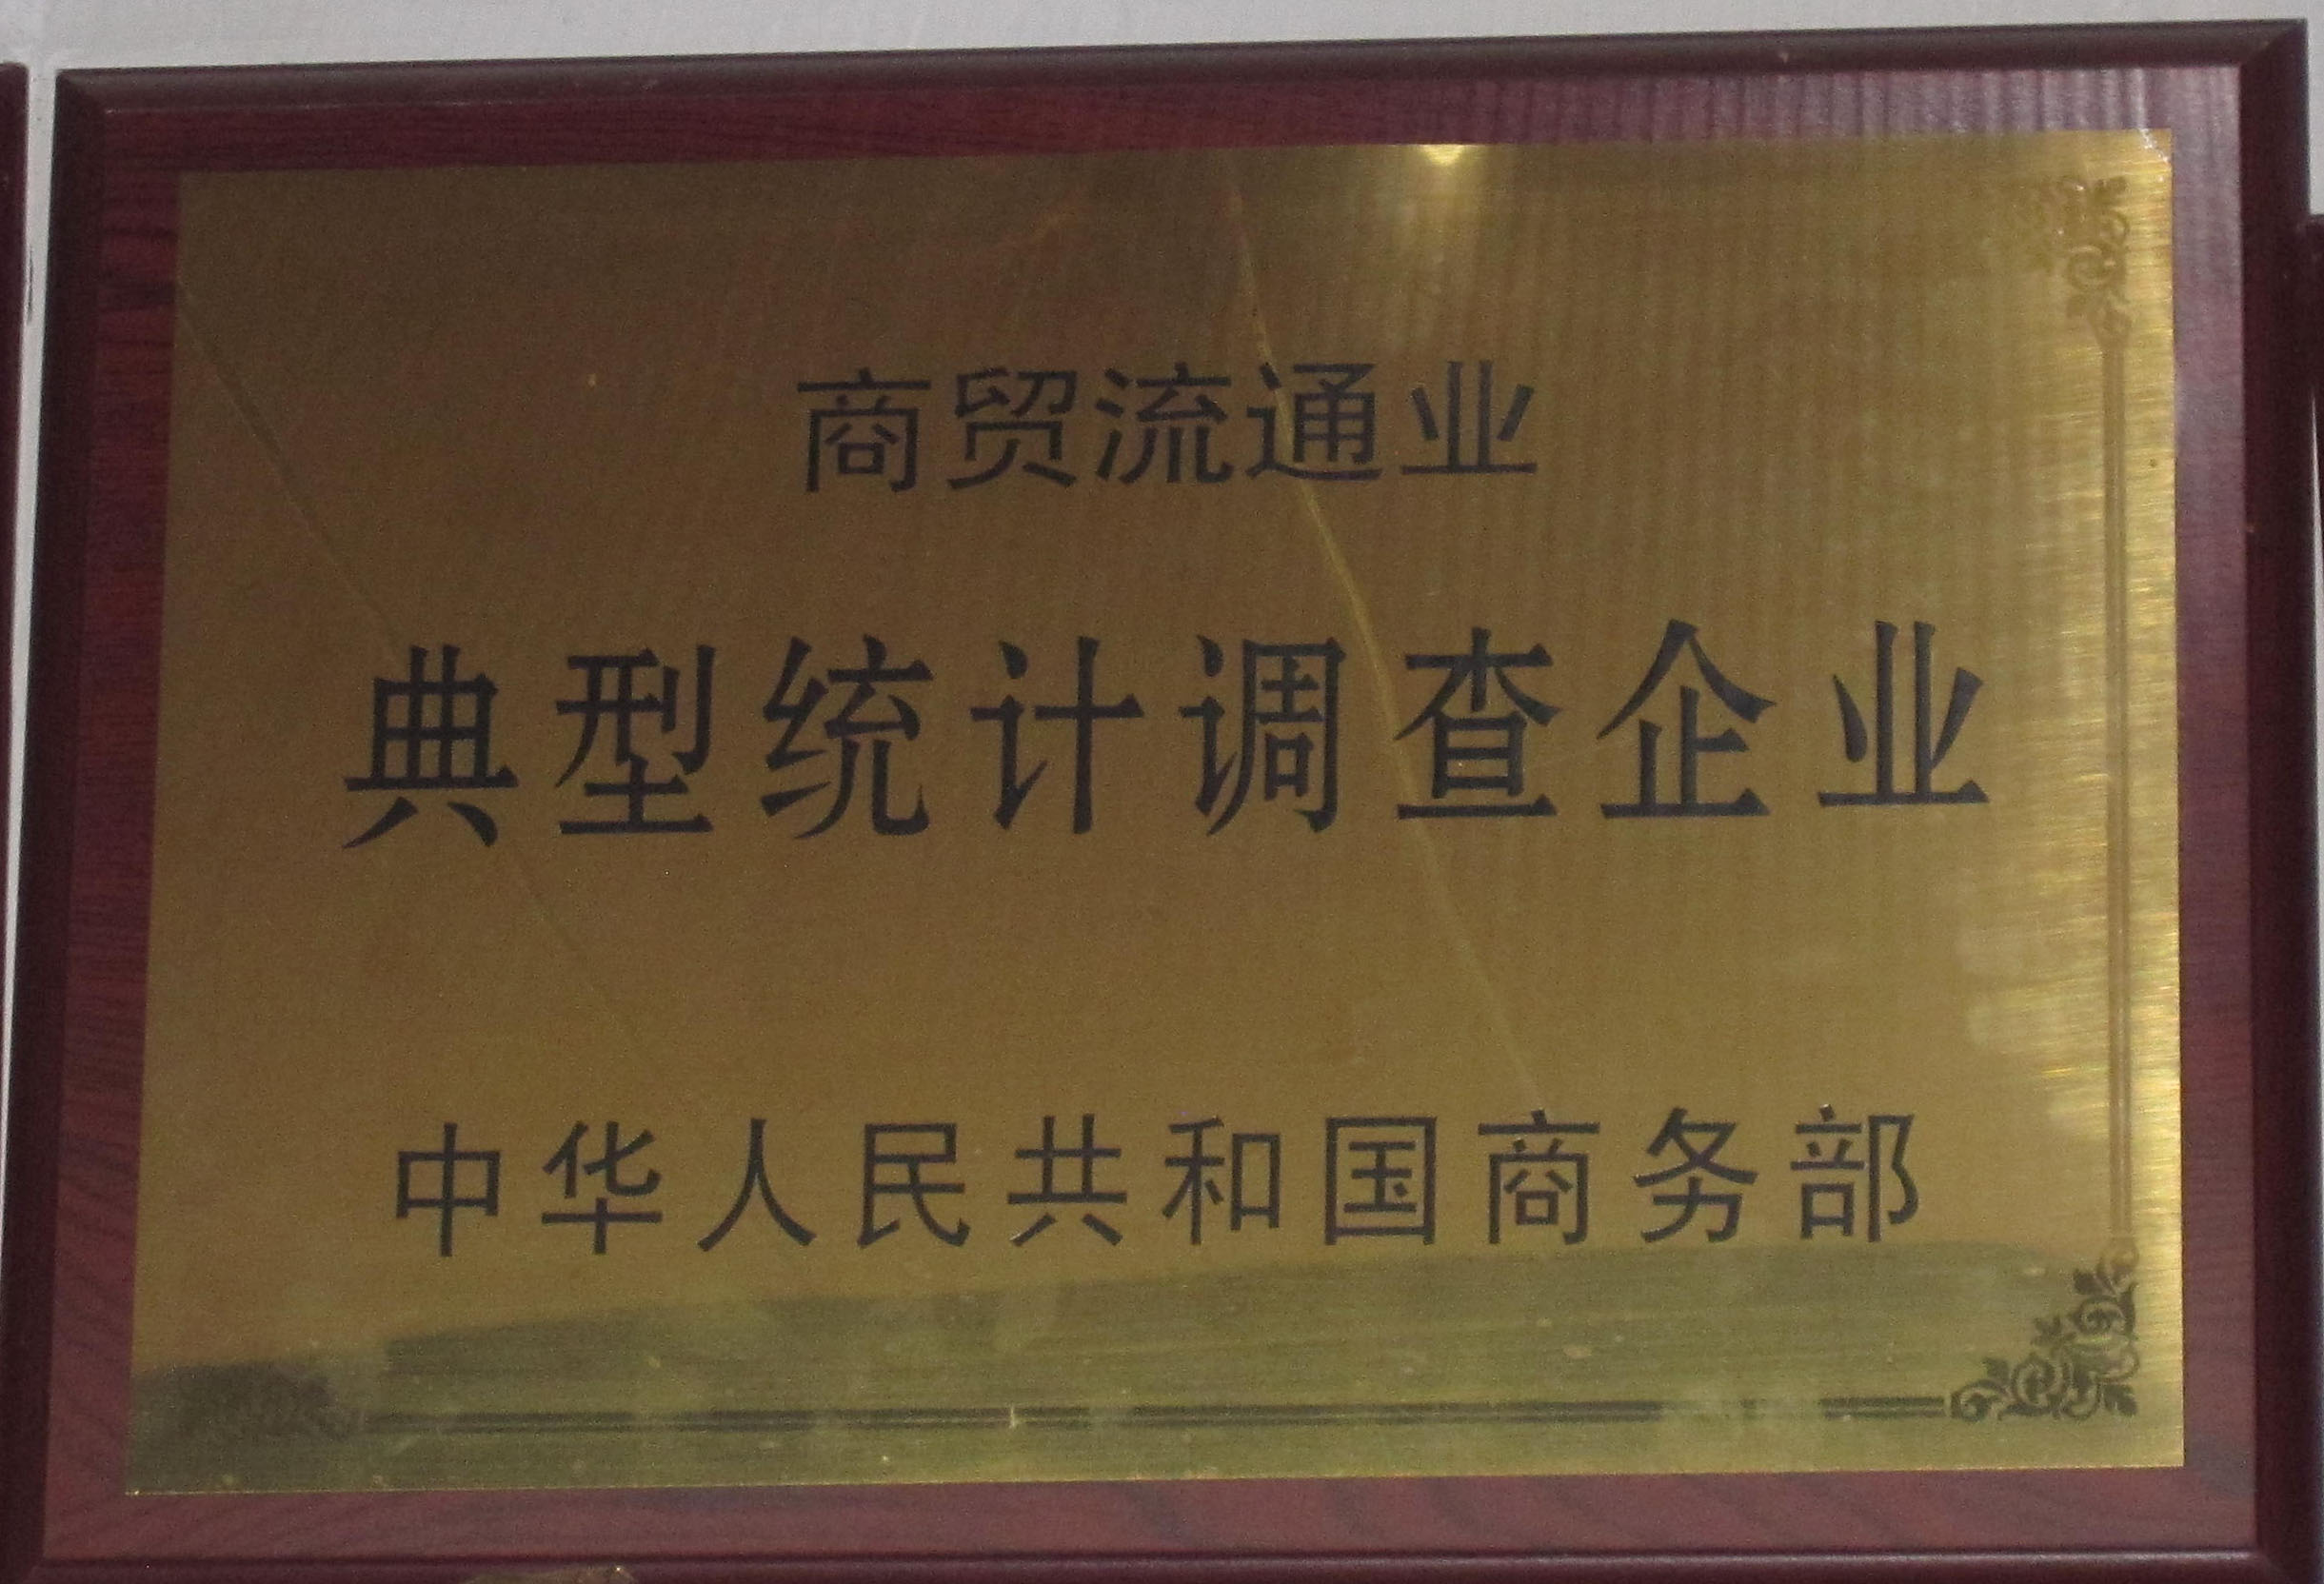 商贸流通业
典型统计调查企业
中华人民共和国商务部